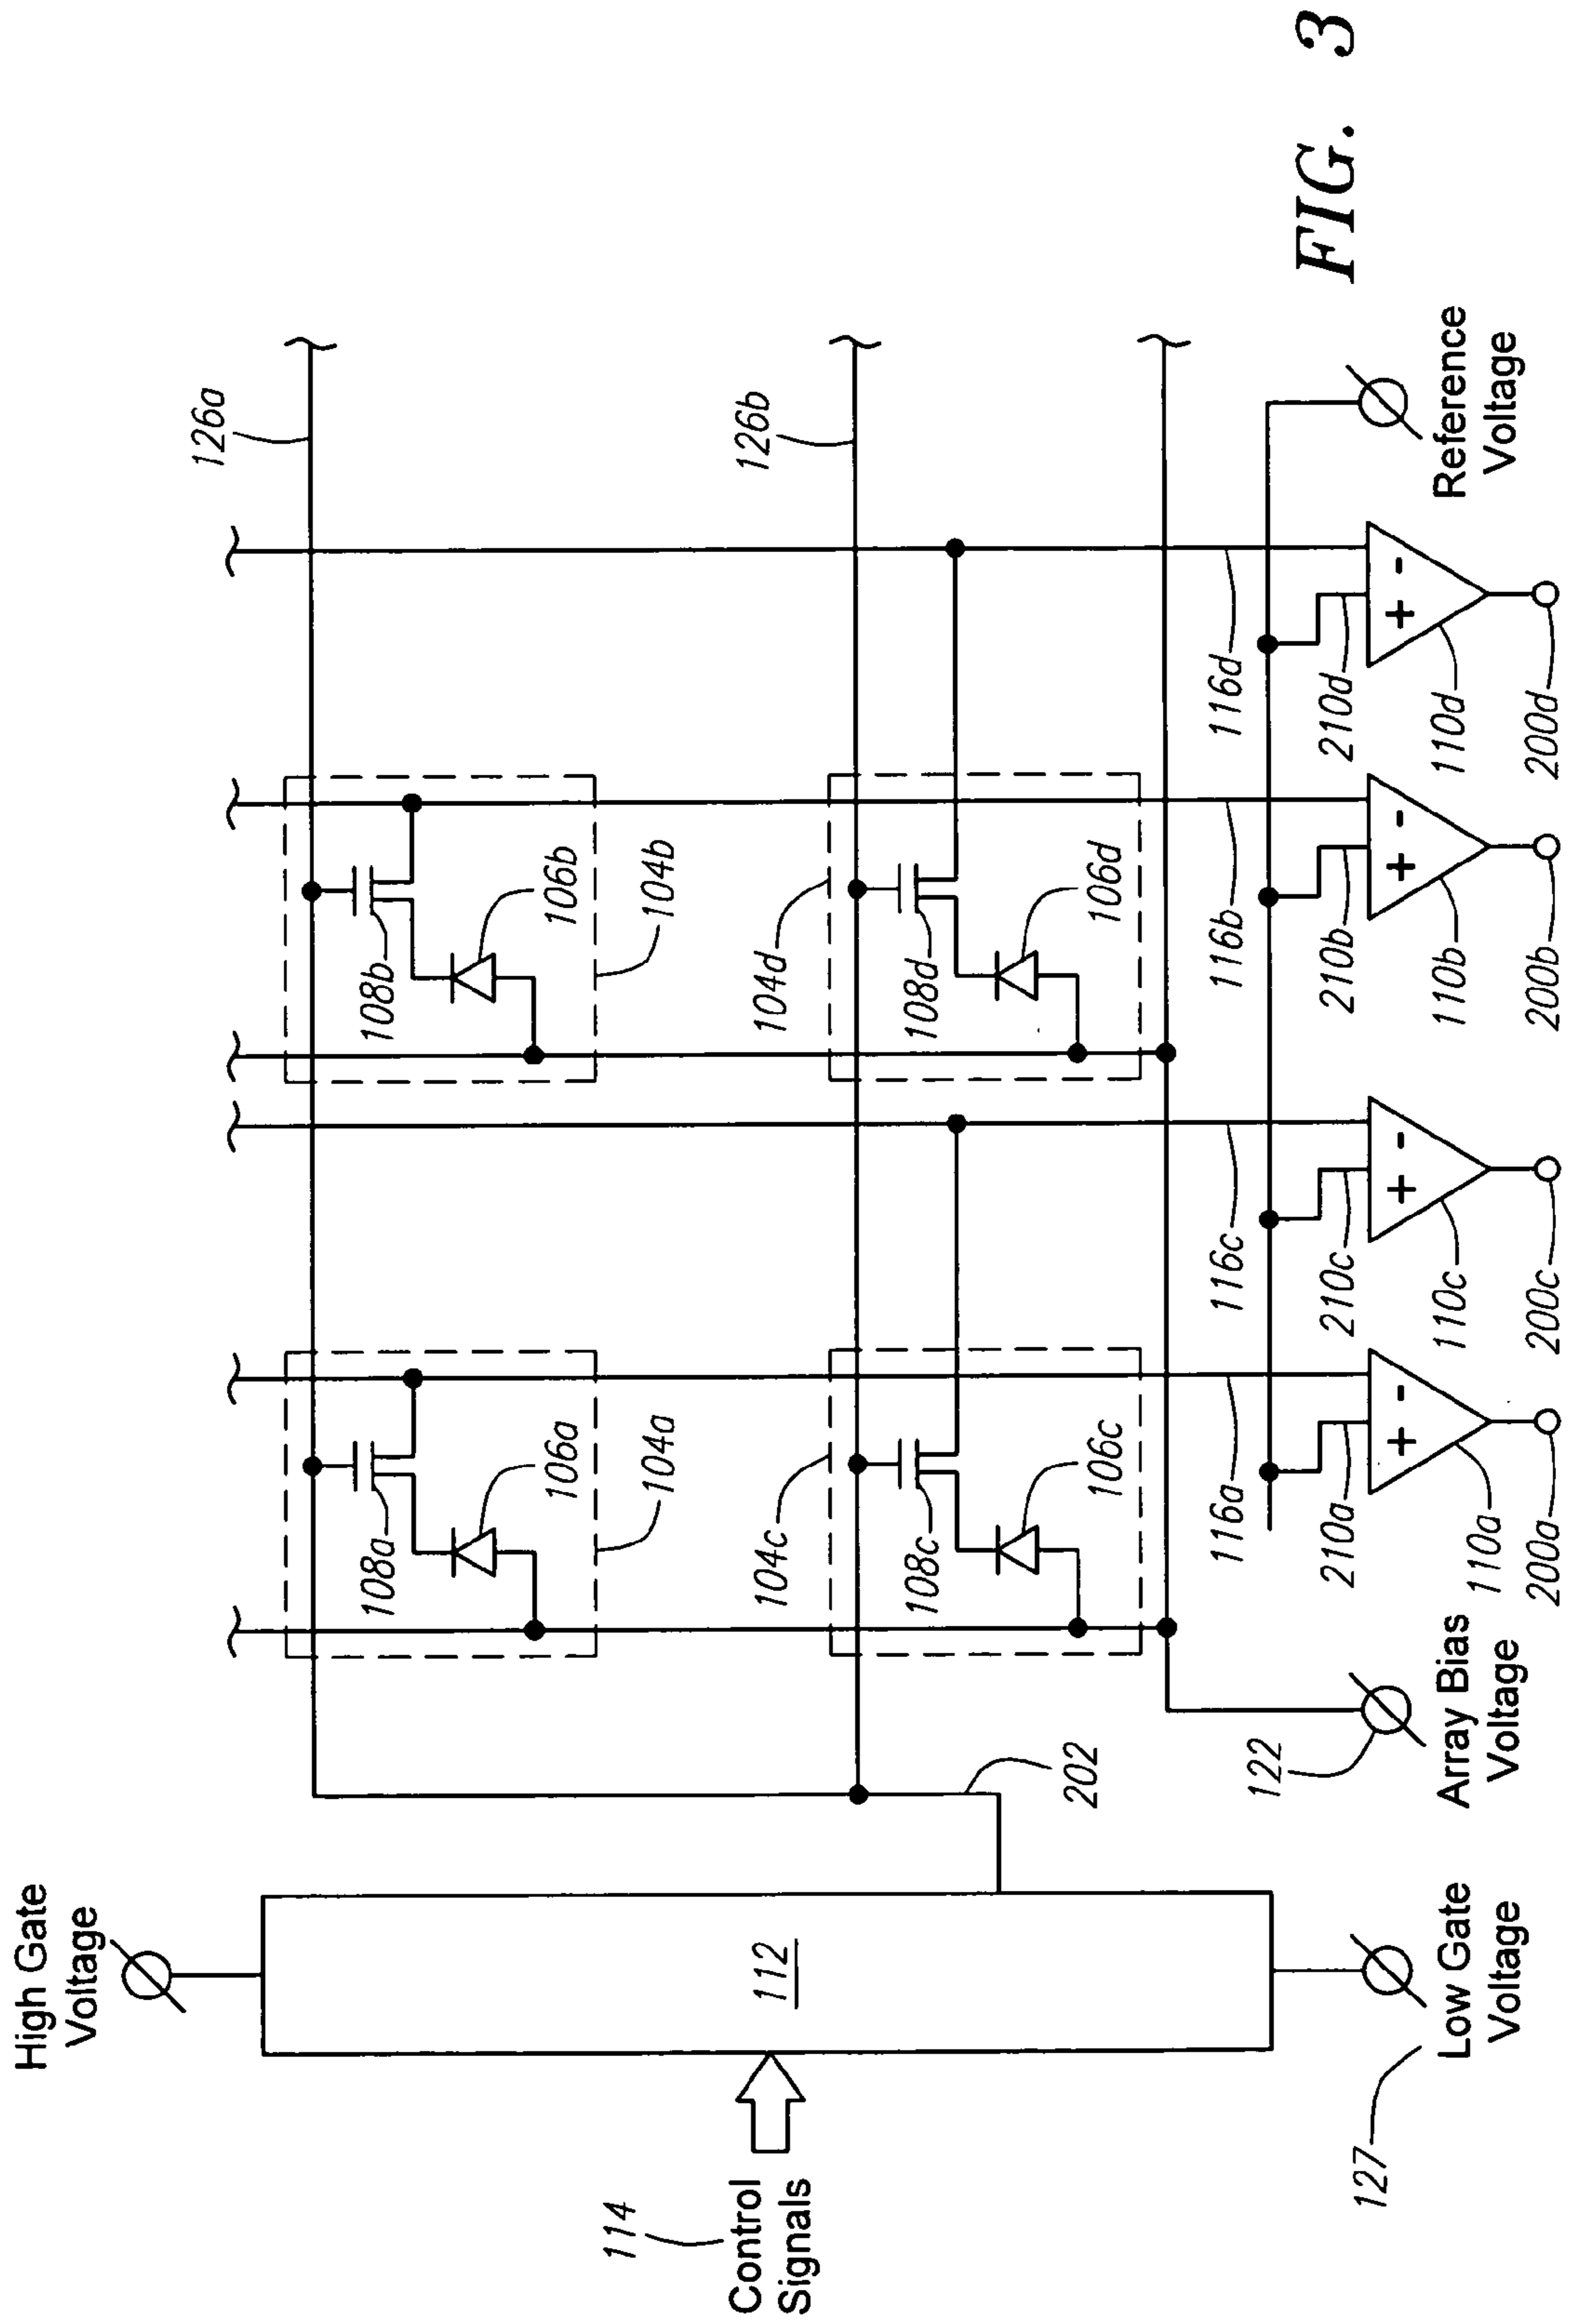 High Gate
Voltage
114
Control
Signals
112
127
Low Gate
Voltage
202
122
Array Bias
Voltage
126a
126b
108a
106a
104a
108b
106b
104b
104c
108c
106c
104d
108d
106d
116a
116c
116b
116d
210a
210c
210b
210d
+ -
+ -
+ -
+ -
110a
110c
110b
110d
200a
200c
200b
200d
Reference
Voltage
FIG. 3